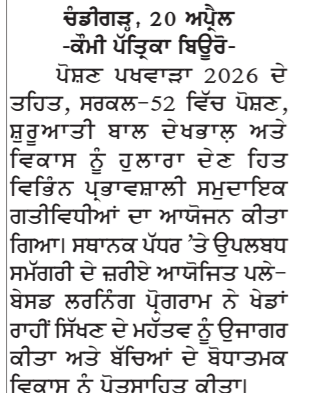 ਚੰਡੀਗੜ੍ਹ, 20 ਅਪ੍ਰੈਲ
-ਕੌਮੀ ਪੱਤ੍ਰਿਕਾ ਬਿਊਰੋ-
ਪੋਸ਼ਣ ਪਖਵਾੜਾ 2026 ਦੇ
ਤਹਿਤ, ਸਰਕਲ-52 ਵਿੱਚ ਪੋਸ਼ਣ,
ਸ਼ੁਰੂਆਤੀ ਬਾਲ ਦੇਖਭਾਲ ਅਤੇ
ਵਿਕਾਸ ਨੂੰ ਹੁਲਾਰਾ ਦੇਣ ਹਿਤ
ਵਿਭਿੰਨ ਪ੍ਰਭਾਵਸ਼ਾਲੀ ਸਮੁਦਾਇਕ
ਗਤੀਵਿਧੀਆਂ ਦਾ ਆਯੋਜਨ ਕੀਤਾ
ਗਿਆ। ਸਥਾਨਕ ਪੱਧਰ 'ਤੇ ਉਪਲਬਧ
ਸਮੱਗਰੀ ਦੇ ਜ਼ਰੀਏ ਆਯੋਜਿਤ ਪਲੇ-
ਬੇਸਡ ਲਰਨਿੰਗ ਪ੍ਰੋਗਰਾਮ ਨੇ ਖੇਡਾਂ
ਰਾਹੀਂ ਸਿੱਖਣ ਦੇ ਮਹੱਤਵ ਨੂੰ ਉਜਾਗਰ
ਕੀਤਾ ਅਤੇ ਬੱਚਿਆਂ ਦੇ ਬੋਧਾਤਮਕ
ਵਿਕਾਸ ਨੂੰ ਪ੍ਰੋਤਸਾਹਿਤ ਕੀਤਾ।